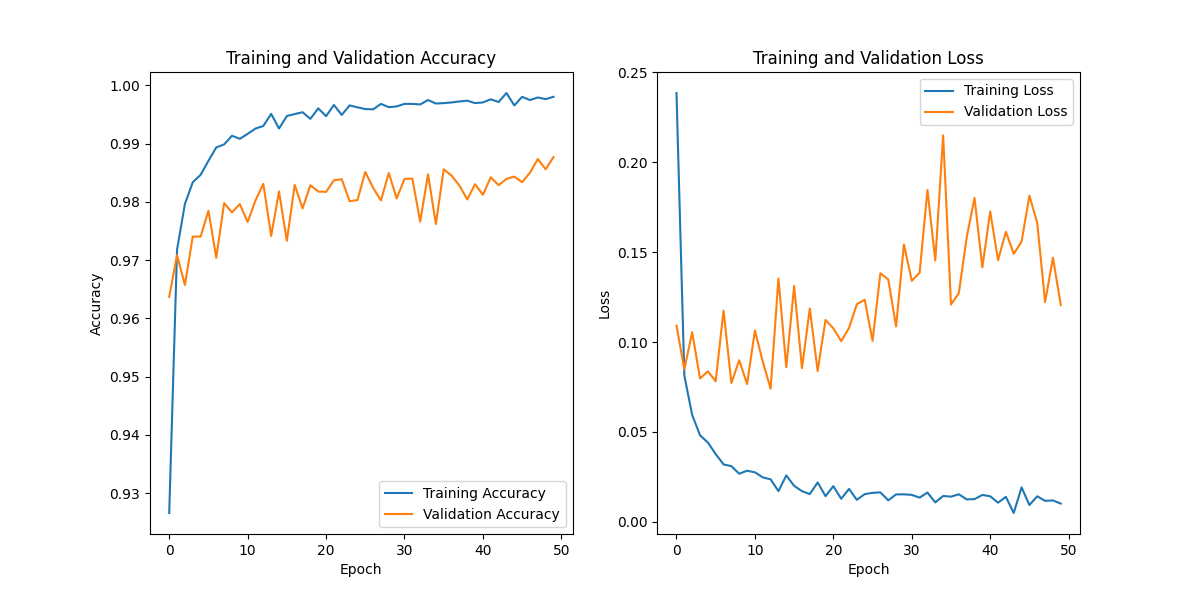 Training and Validation Accuracy
1.00
0.99
0.98
0.97
0.96
0.95
0.94
0.93
Accuracy
0
10
20
30
40
50
Epoch
Training Accuracy
Validation Accuracy
Training and Validation Loss
0.25
0.20
0.15
0.10
0.05
0.00
Loss
0
10
20
30
40
50
Epoch
Training Loss
Validation Loss